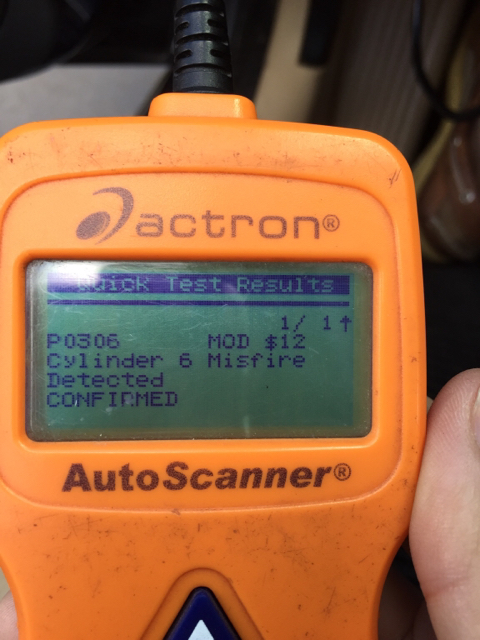 actron®
Quick Test Results
1/ 1↑
P0306 MOD $12
Cylinder 6 Misfire
Detected
CONFIRMED
AutoScanner®